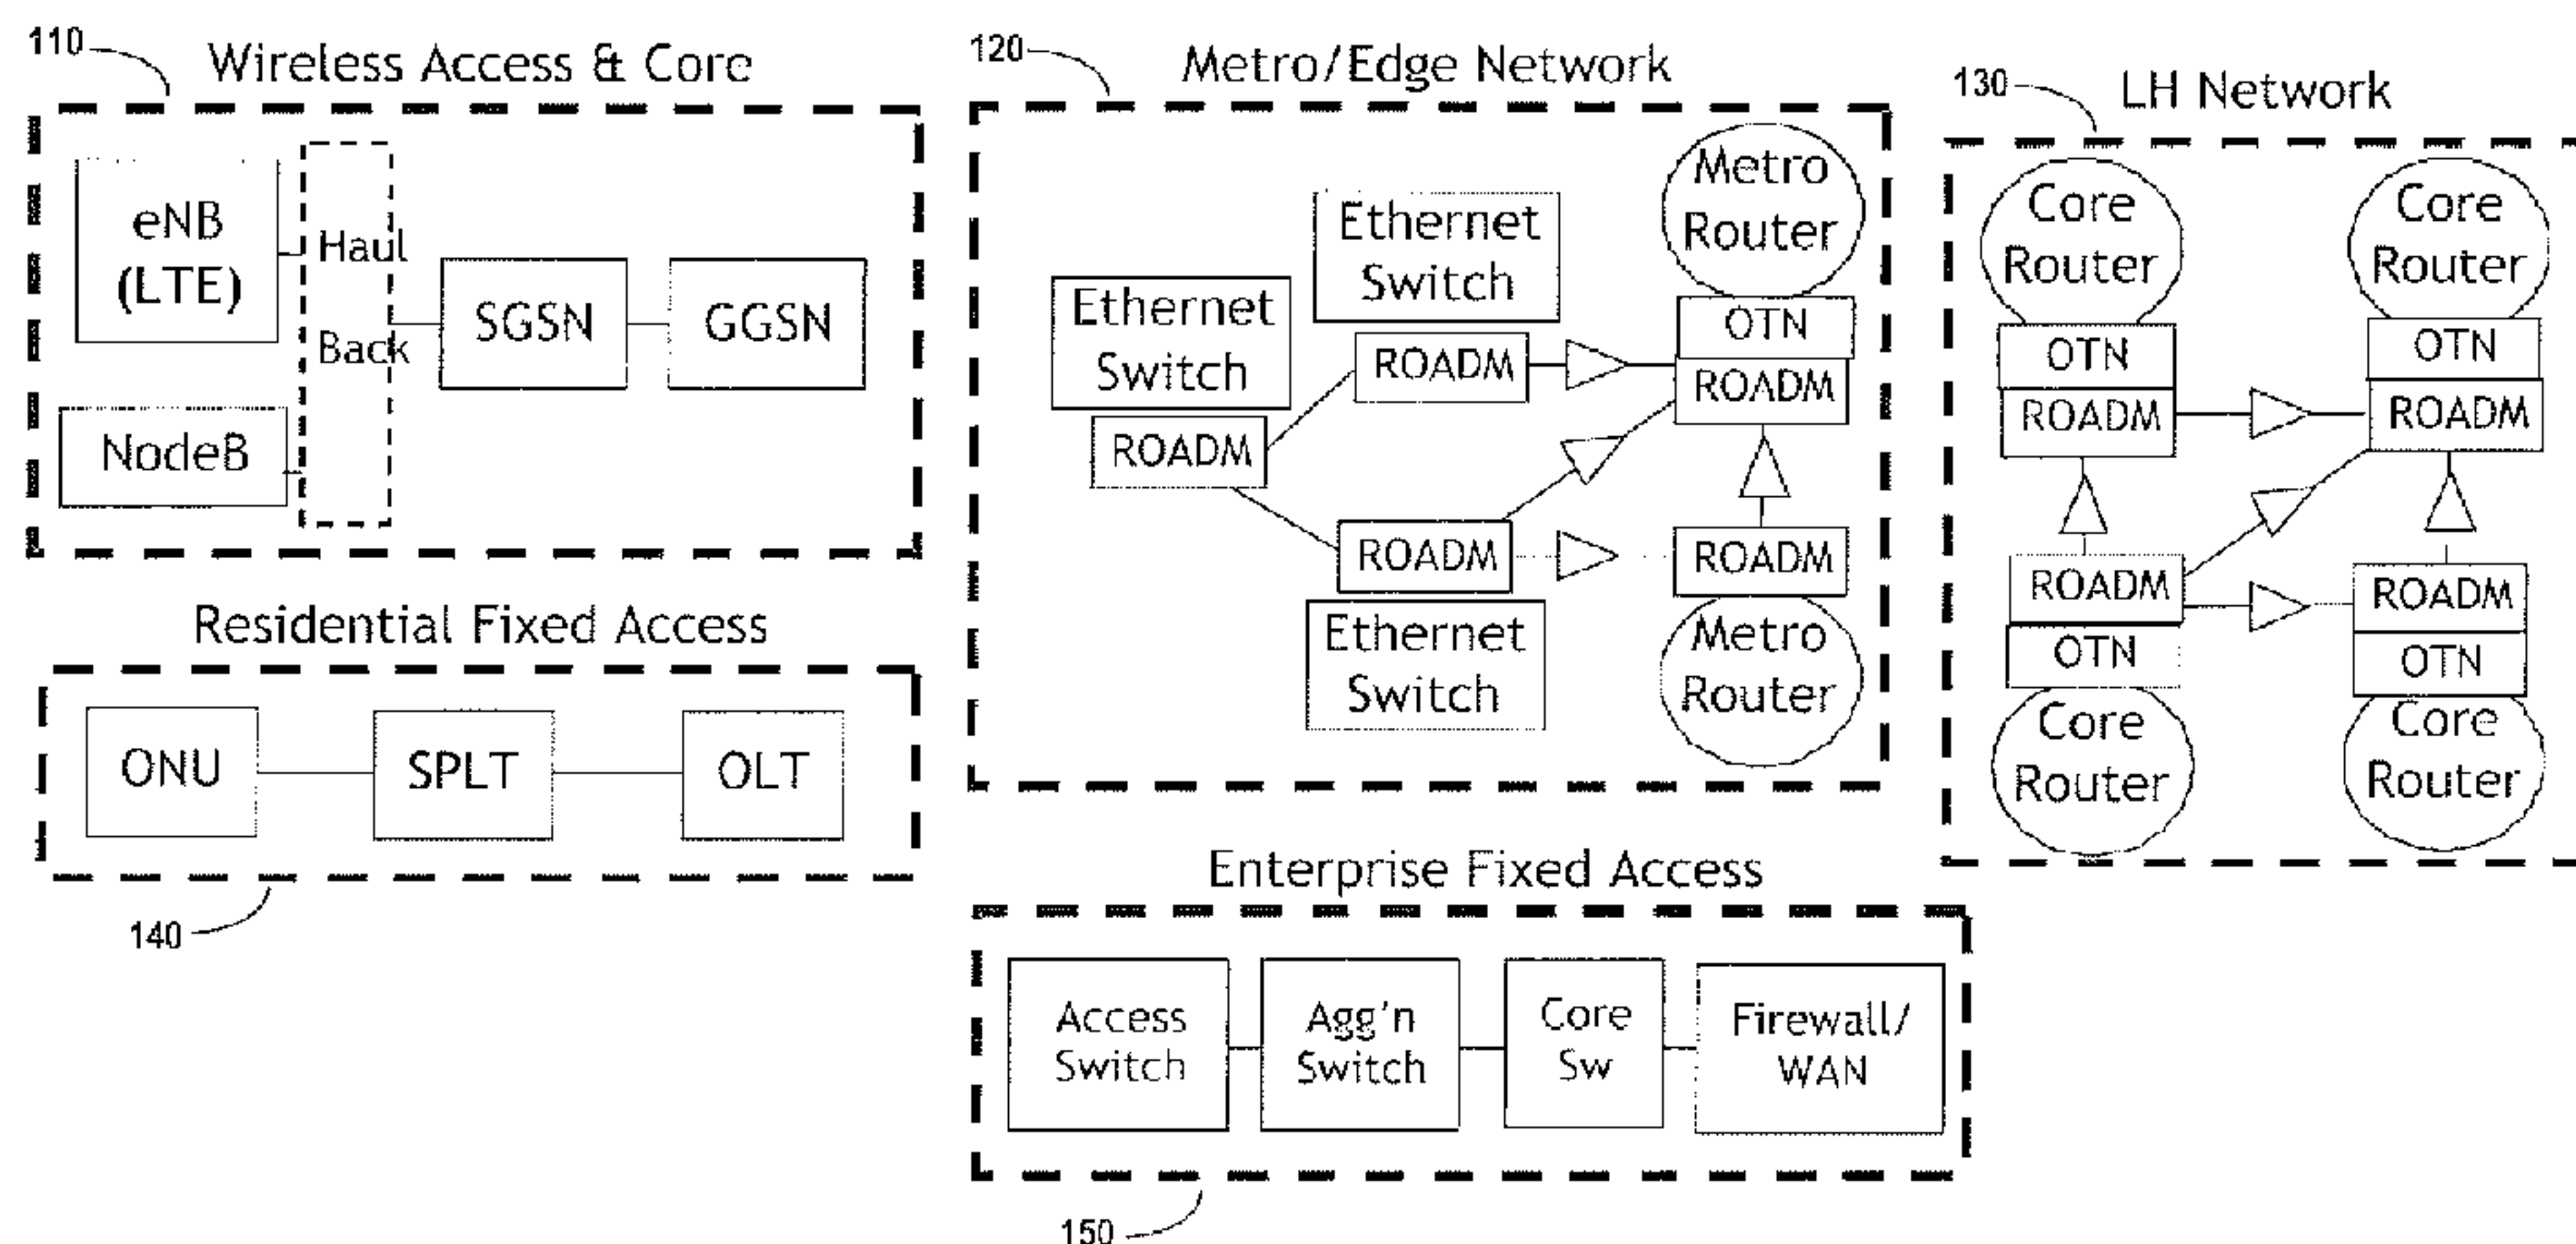 110
Wireless Access & Core
eNB
(LTE)
Haul
Back
SGSN
GGSN
NodeB
Residential Fixed Access
ONU
SPLT
OLT
140
120
Metro/Edge Network
Metro
Router
Ethernet
Switch
Ethernet
Switch
OTN
ROADM
ROADM
ROADM
ROADM
ROADM
Ethernet
Switch
Metro
Router
130
LH Network
Core
Router
Core
Router
OTN
OTN
ROADM
ROADM
ROADM
ROADM
OTN
OTN
Core
Router
Core
Router
Enterprise Fixed Access
Access
Switch
Agg'n
Switch
Core
Sw
Firewall/
WAN
150